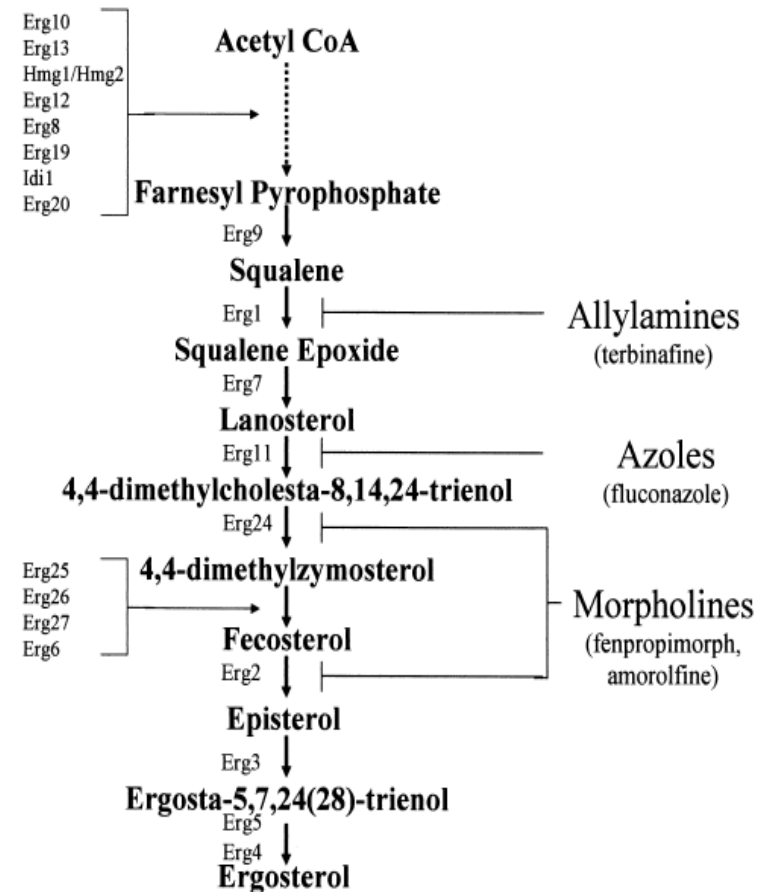 Erg10
Erg13
Hmg1/Hmg2
Erg12
Erg8
Erg19
Idi1
Erg20
Acetyl CoA
Farnesyl Pyrophosphate
Erg9
Squalene
Erg1
Allylamines
(terbinafine)
Squalene Epoxide
Erg7
Lanosterol
Erg11
Azoles
(fluconazole)
4,4-dimethylcholesta-8,14,24-trienol
Erg24
4,4-dimethylzymosterol
Erg25
Erg26
Erg27
Erg6
Morpholines
(fenpropimorph,
amorolfine)
Fecosterol
Erg2
Episterol
Erg3
Ergosta-5,7,24(28)-trienol
Erg5
Erg4
Ergosterol